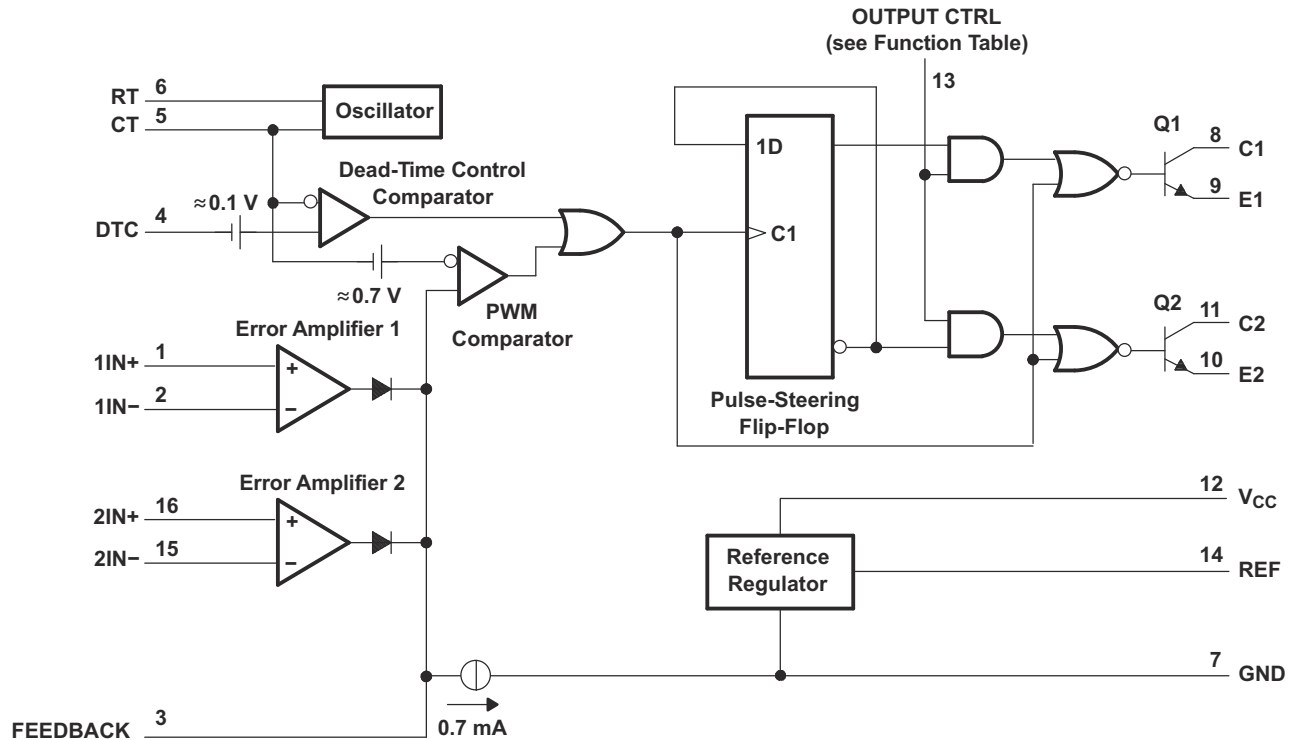 OUTPUT CTRL
(see Function Table)
13
RT 6
CT 5
Oscillator
Dead-Time Control
Comparator
≈ 0.1 V
DTC 4
≈ 0.7 V
PWM
Comparator
1D
C1
Pulse-Steering
Flip-Flop
Q1
8 C1
9 E1
Q2
11 C2
10 E2
Error Amplifier 1
1IN+ 1
1IN− 2
+
−
Error Amplifier 2
2IN+ 16
2IN− 15
+
−
12 VCC
Reference
Regulator
14 REF
7 GND
0.7 mA
FEEDBACK 3